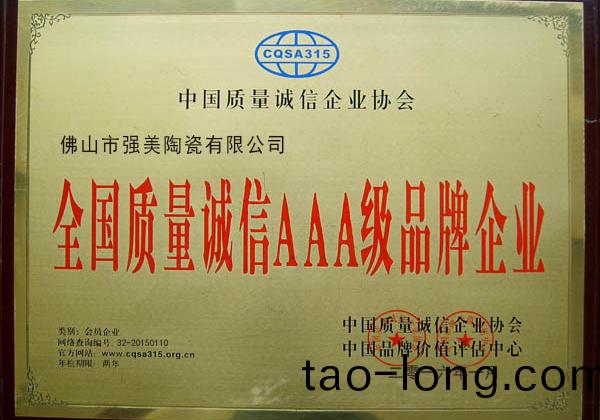 CQSA315
中国质量诚信企业协会
佛山市强美陶瓷有限公司
全国质量诚信AAA级品牌企业
类别: 会员企业
网络查询编号: 32-20150110
官方网站: www.cqsa315.org.cn
年检期限: 两年
中国质量诚信企业协会
中国品牌价值评估中心
tao-long.com